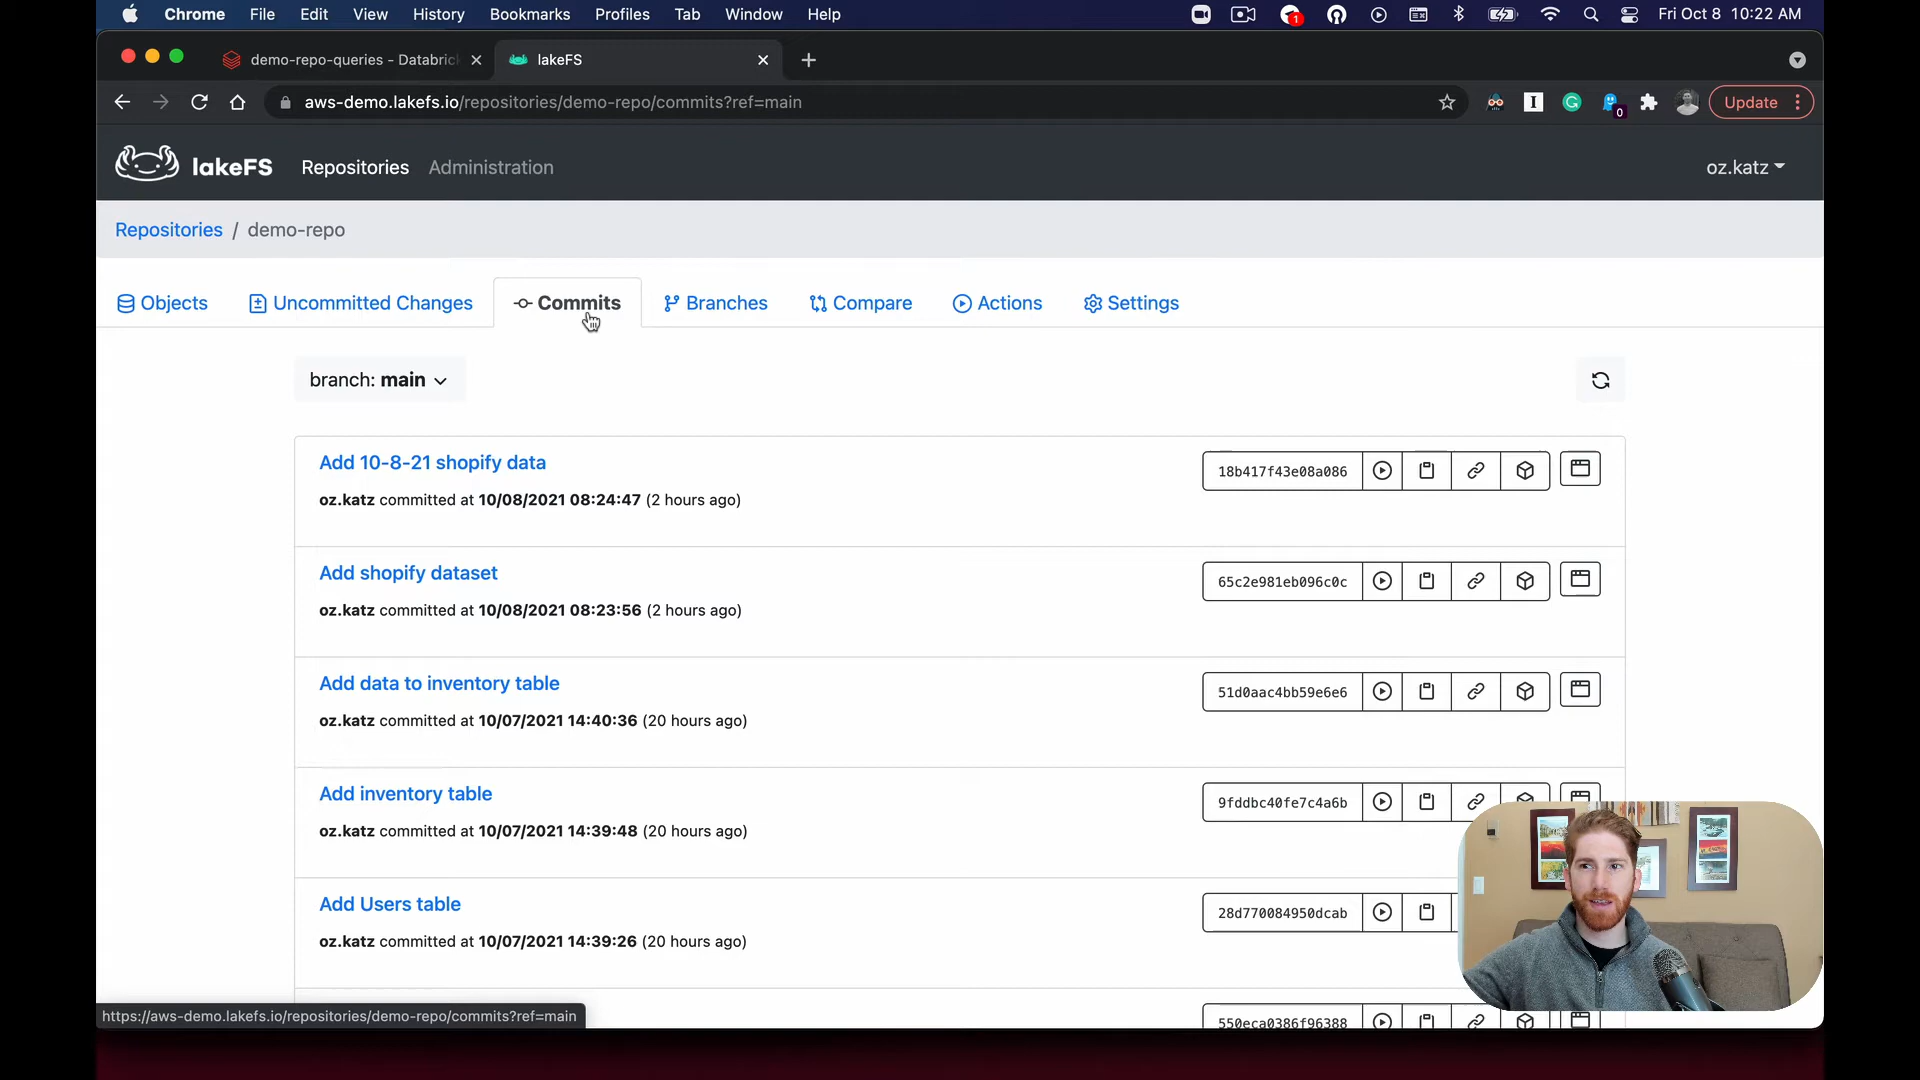 Chrome File Edit View History Bookmarks Profiles Tab Window Help 1 Fri Oct 8 10:22 AM
demo-repo-queries - Databric lakeFS
aws-demo.lakefs.io/repositories/demo-repo/commits?ref=main 0 Update
lakeFS Repositories Administration oz.katz
Repositories / demo-repo
Objects Uncommitted Changes Commits Branches Compare Actions Settings
branch: main
Add 10-8-21 shopify data
18b417f43e08a086
oz.katz committed at 10/08/2021 08:24:47 (2 hours ago)
Add shopify dataset
65c2e981eb096c0c
oz.katz committed at 10/08/2021 08:23:56 (2 hours ago)
Add data to inventory table
51d0aac4bb59e6e6
oz.katz committed at 10/07/2021 14:40:36 (20 hours ago)
Add inventory table
9fddbc40fe7c4a6b
oz.katz committed at 10/07/2021 14:39:48 (20 hours ago)
Add Users table
28d770084950dcab
oz.katz committed at 10/07/2021 14:39:26 (20 hours ago)
https://aws-demo.lakefs.io/repositories/demo-repo/commits?ref=main
550eca0386f96388